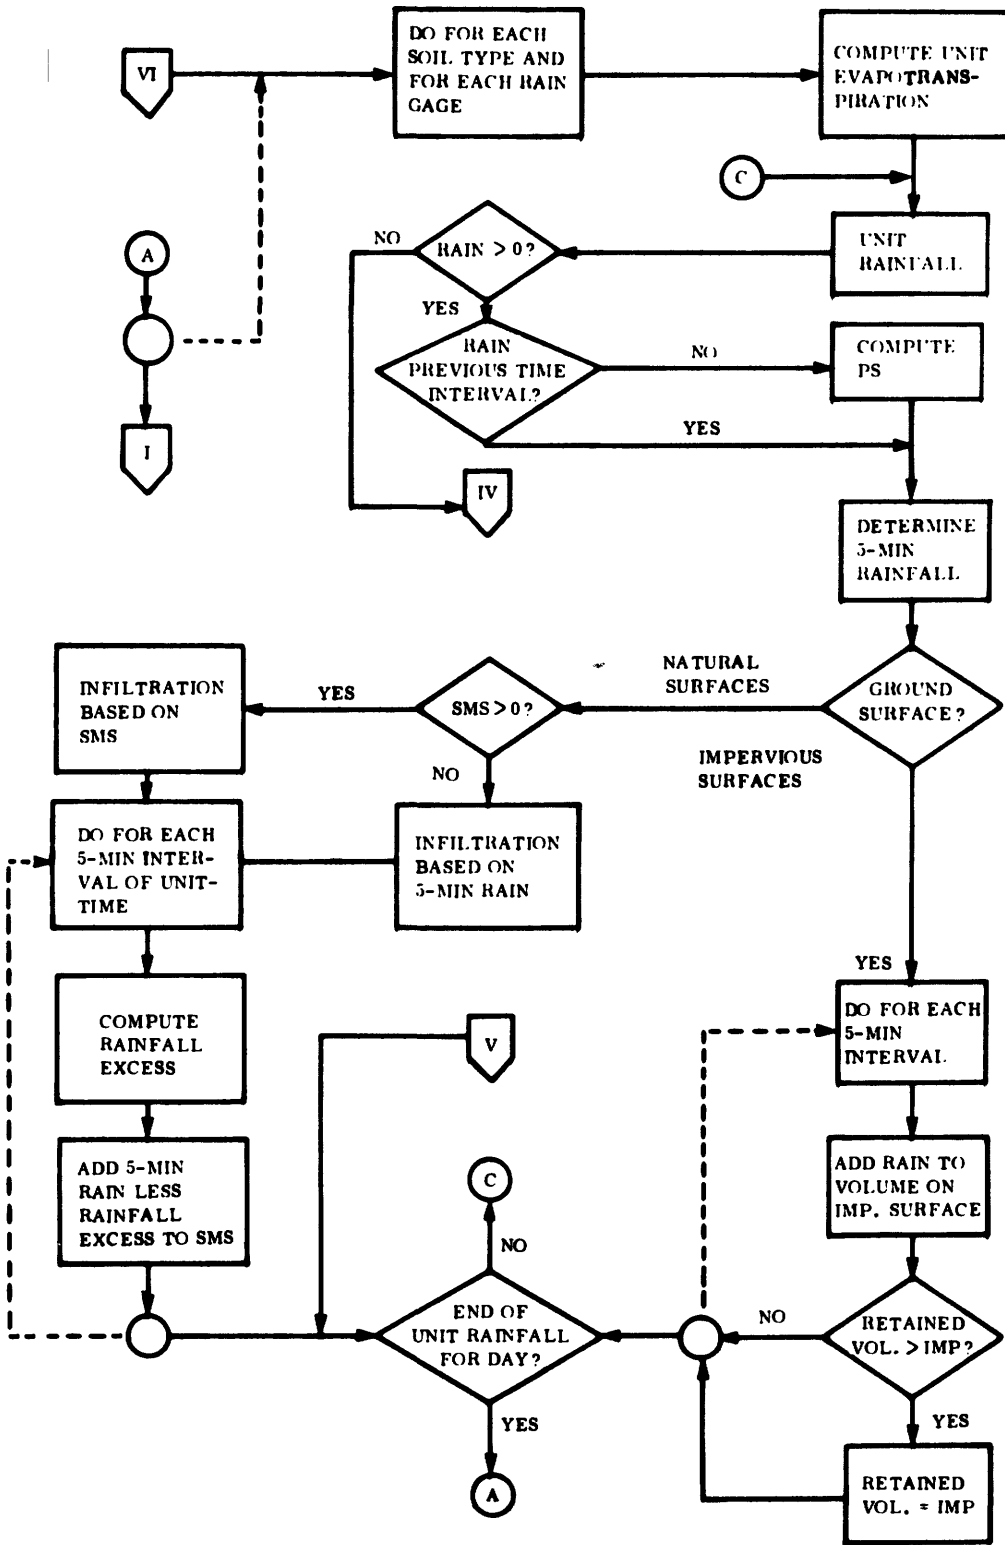 VI
DO FOR EACH
SOIL TYPE AND
FOR EACH RAIN
GAGE
COMPUTE UNIT
EVAPOTRANS-
PIRATION
C
A
NO
RAIN > 0?
UNIT
RAINFALL
YES
RAIN
PREVIOUS TIME
INTERVAL?
NO
COMPUTE
PS
YES
I
IV
DETERMINE
5-MIN
RAINFALL
INFILTRATION
BASED ON
SMS
YES
SMS > 0?
NATURAL
SURFACES
GROUND
SURFACE?
NO
IMPERVIOUS
SURFACES
DO FOR EACH
5-MIN INTER-
VAL OF UNIT-
TIME
INFILTRATION
BASED ON
5-MIN RAIN
YES
COMPUTE
RAINFALL
EXCESS
V
DO FOR EACH
5-MIN
INTERVAL
ADD 5-MIN
RAIN LESS
RAINFALL
EXCESS TO SMS
C
ADD RAIN TO
VOLUME ON
IMP. SURFACE
NO
END OF
UNIT RAINFALL
FOR DAY?
NO
RETAINED
VOL. > IMP?
YES
YES
A
RETAINED
VOL. = IMP